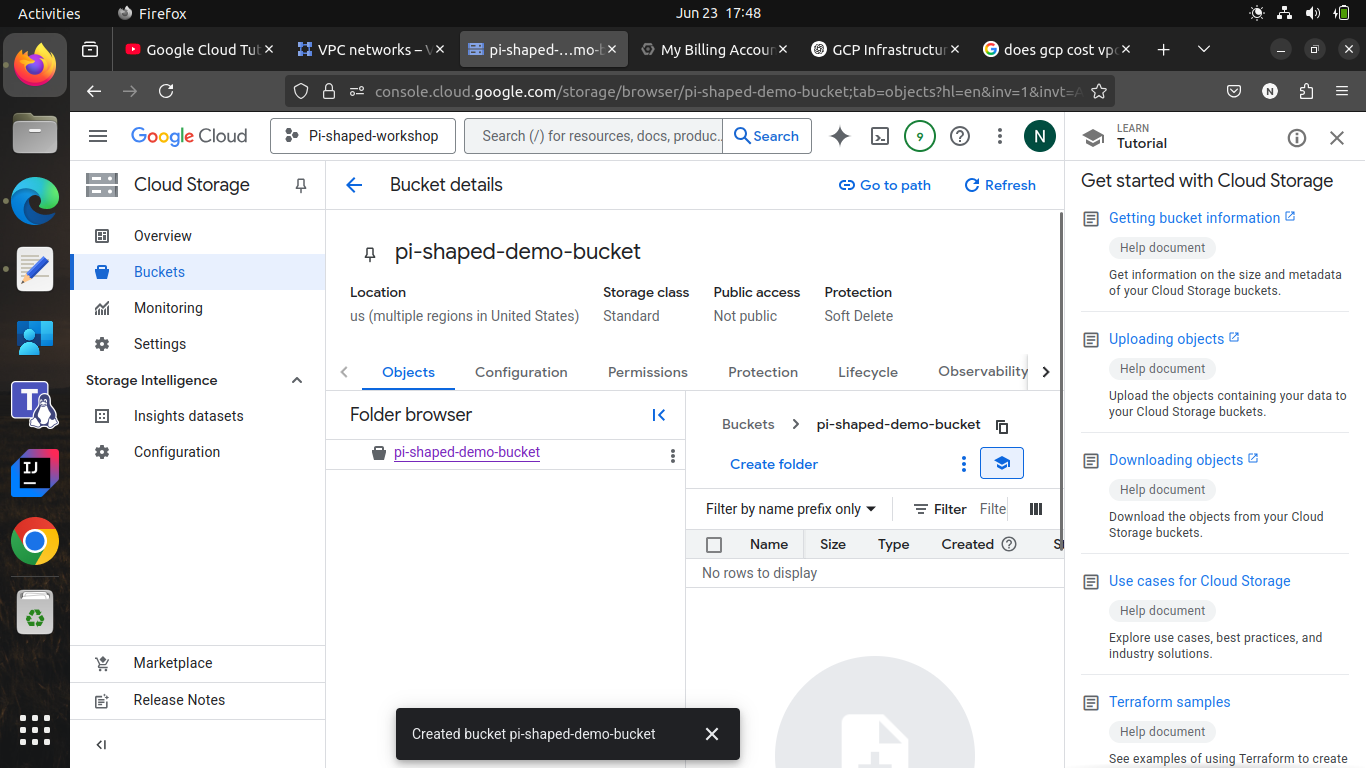 Activities
Firefox
Jun 23 17:48
Google Cloud Tut
VPC networks – V
pi-shaped-…mo-b
My Billing Accoun
GCP Infrastructur
does gcp cost vpc
console.cloud.google.com/storage/browser/pi-shaped-demo-bucket;tab=objects?hl=en&inv=1&invt=A
N
Google Cloud
Pi-shaped-workshop
Search (/) for resources, docs, produc…
Search
9
N
LEARN
Tutorial
Cloud Storage
Overview
Buckets
Monitoring
Settings
Storage Intelligence
Insights datasets
Configuration
Marketplace
Release Notes
Bucket details
Go to path
Refresh
pi-shaped-demo-bucket
Location
us (multiple regions in United States)
Storage class
Standard
Public access
Not public
Protection
Soft Delete
Objects
Configuration
Permissions
Protection
Lifecycle
Observability
Folder browser
pi-shaped-demo-bucket
Buckets
pi-shaped-demo-bucket
Create folder
Filter by name prefix only
Filter
Filte
Name
Size
Type
Created
St
No rows to display
Created bucket pi-shaped-demo-bucket
Get started with Cloud Storage
Getting bucket information
Help document
Get information on the size and metadata
of your Cloud Storage buckets.
Uploading objects
Help document
Upload the objects containing your data to
your Cloud Storage buckets.
Downloading objects
Help document
Download the objects from your Cloud
Storage buckets.
Use cases for Cloud Storage
Help document
Explore use cases, best practices, and
industry solutions.
Terraform samples
Help document
See examples of using Terraform to create
T
IJ